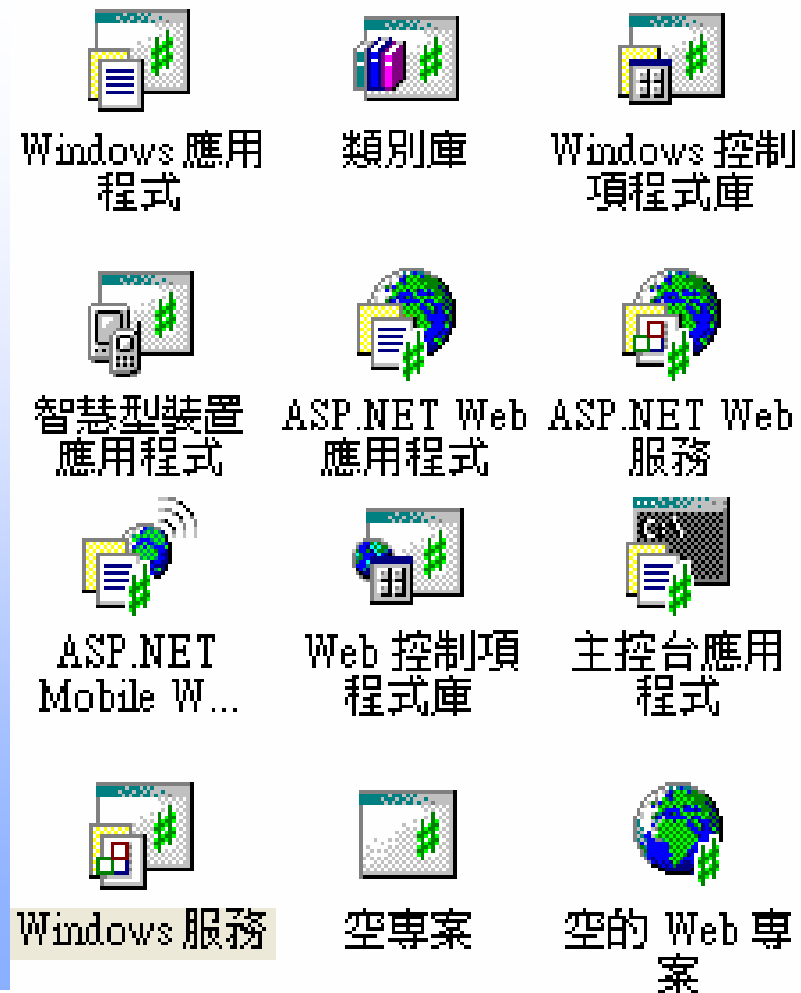 Windows 應用
程式
類別庫
Windows 控制
項程式庫
智慧型裝置
應用程式
ASP.NET Web
應用程式
ASP.NET Web
服務
ASP.NET
Mobile W...
Web 控制項
程式庫
C:\
主控台應用
程式
Windows 服務
空專案
空的 Web 專
案